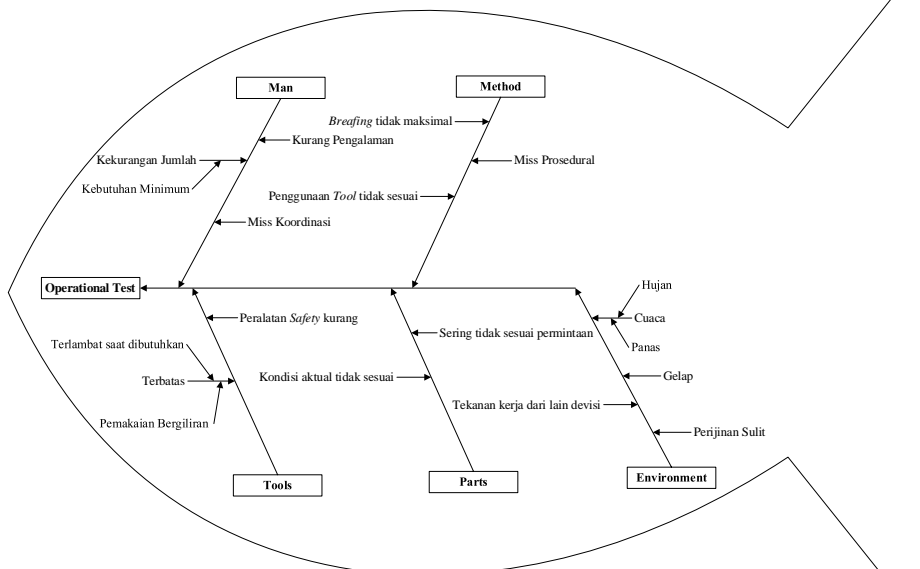 Man
Method
Breafing tidak maksimal
Kurang Pengalaman
Kekurangan Jumlah
Miss Prosedural
Kebutuhan Minimum
Penggunaan Tool tidak sesuai
Miss Koordinasi
Operational Test
Hujan
Peralatan Safety kurang
Cuaca
Sering tidak sesuai permintaan
Terlambat saat dibutuhkan
Panas
Kondisi aktual tidak sesuai
Gelap
Terbatas
Tekanan kerja dari lain devisi
Pemakaian Bergiliran
Perijinan Sulit
Tools
Parts
Environment